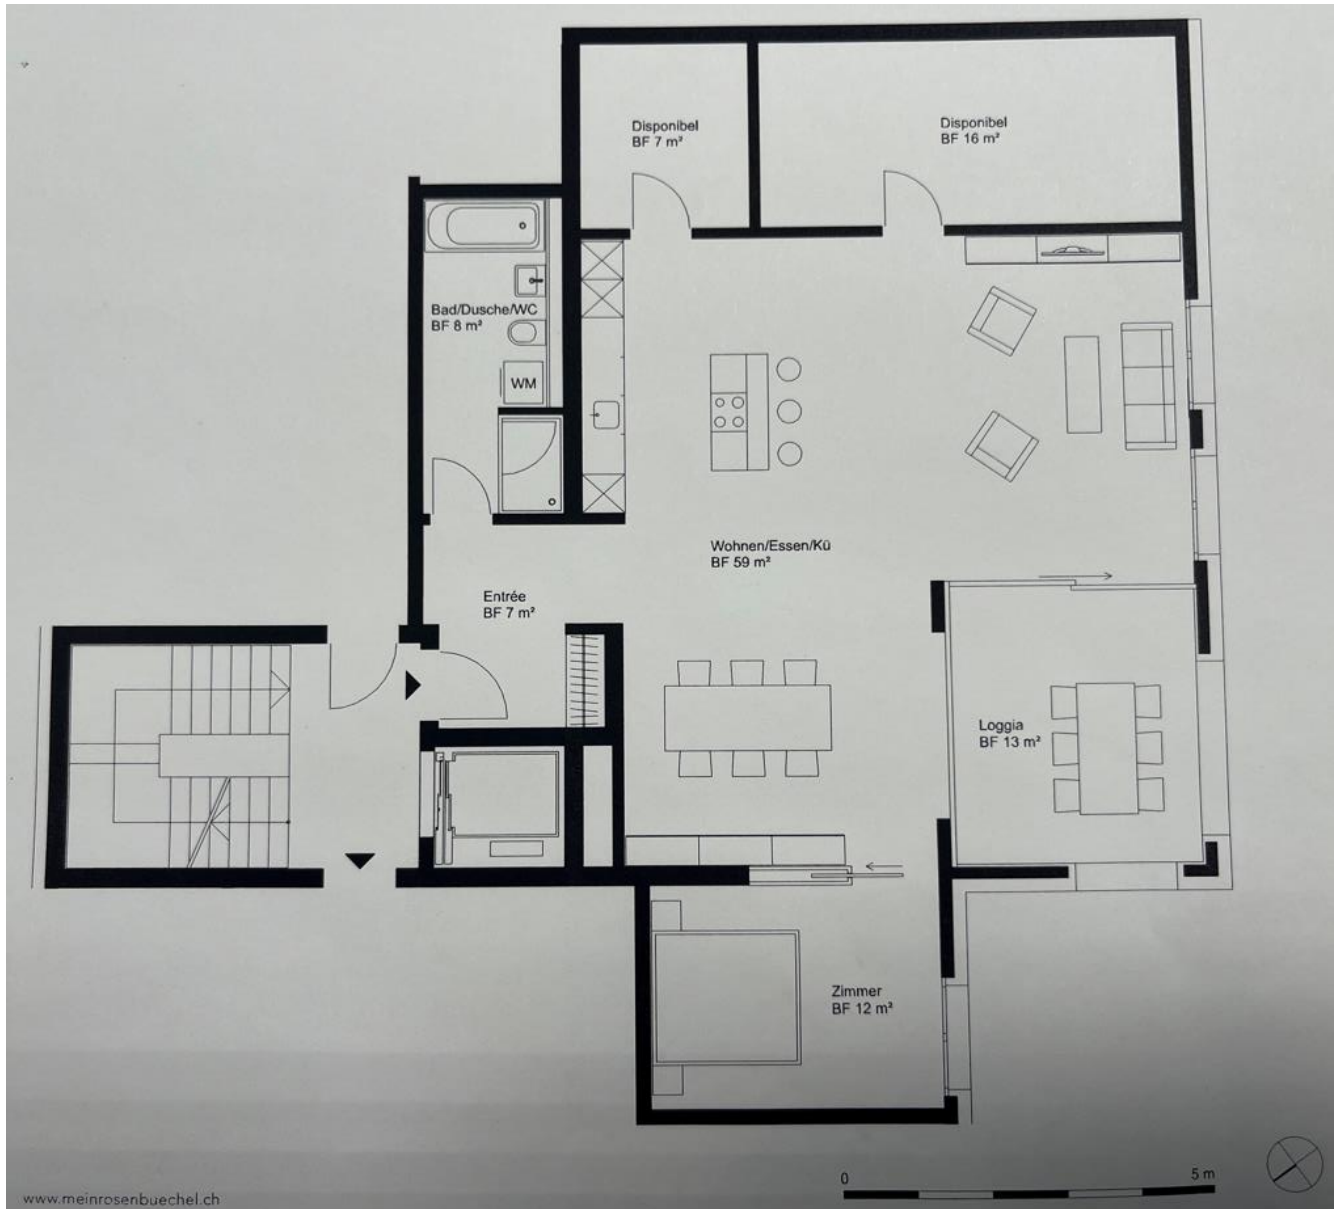 Disponibel
BF 7 m²
Disponibel
BF 16 m²
Bad/Dusche/WC
BF 8 m²
WM
Wohnen/Essen/Kü
BF 59 m²
Entrée
BF 7 m²
Loggia
BF 13 m²
Zimmer
BF 12 m²
0 5 m
www.meinrosenbuechel.ch